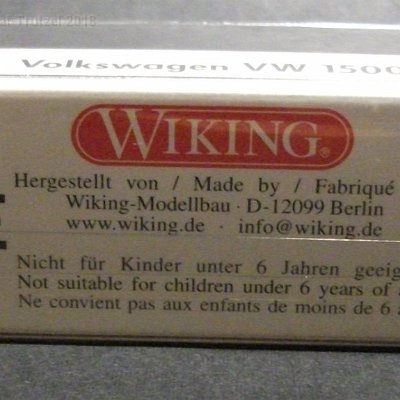 Volkswagen VW 1500
WIKING®
Hergestellt von / Made by / Fabriqué
Wiking-Modellbau · D-12099 Berlin
www.wiking.de · info@wiking.de
Nicht für Kinder unter 6 Jahren geeig
Not suitable for children under 6 years of a
Ne convient pas aux enfants de moins de 6 a